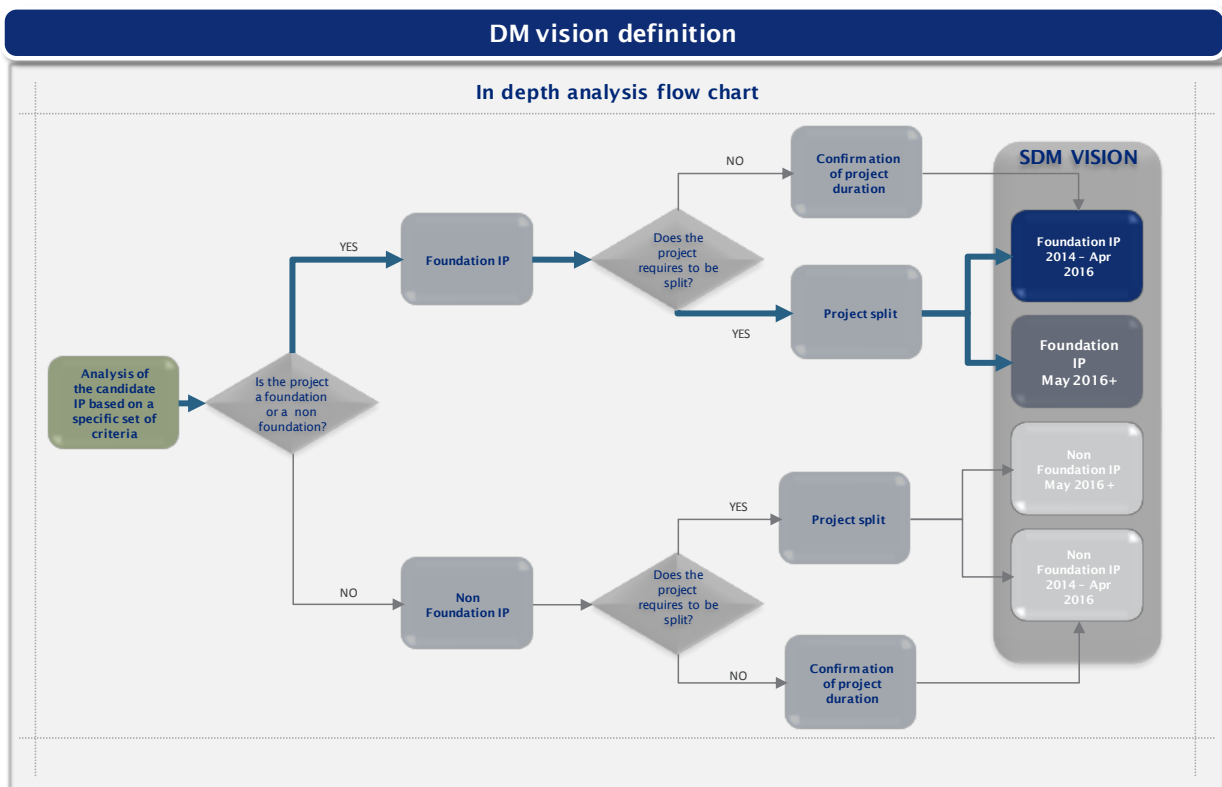 DM vision definition
In depth analysis flow chart
Analysis of
the candidate
IP based on a
specific set of
criteria
Is the project
a foundation
or a non
foundation?
YES
Foundation IP
Does the
project
requires to be
split?
NO
Confirmation
of project
duration
YES
Project split
SDM VISION
Foundation IP
2014 – Apr
2016
Foundation
IP
May 2016+
NO
Non
Foundation IP
Does the
project
requires to be
split?
YES
Project split
NO
Confirmation
of project
duration
Non
Foundation IP
May 2016 +
Non
Foundation IP
2014 – Apr
2016